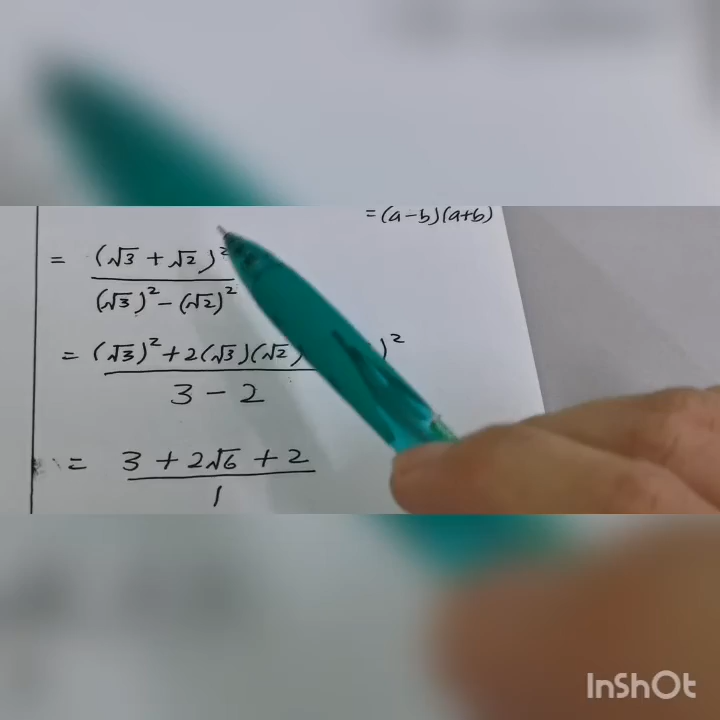 = (a-b)(a+b)
= (√3 + √2)²
(√3)² - (√2)²
= (√3)² + 2(√3)(√2) )²
3 - 2
= 3 + 2√6 + 2
1
InShOt